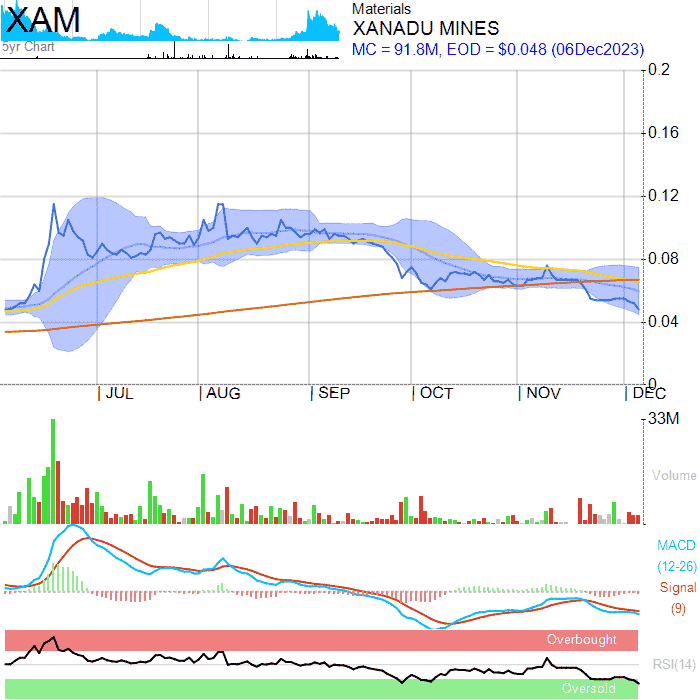 XAM
5yr Chart
Materials
XANADU MINES
MC = 91.8M, EOD = $0.048 (06Dec2023)
0.2
0.16
0.12
0.08
0.04
0
JUL AUG SEP OCT NOV DEC
33M
Volume
MACD
(12-26)
Signal
(9)
Overbought
RSI(14)
Oversold